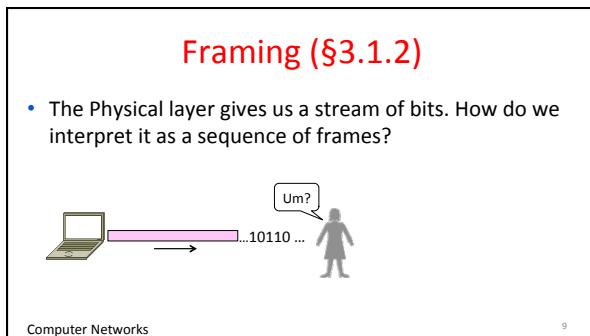 Framing (§3.1.2)
• The Physical layer gives us a stream of bits. How do we
interpret it as a sequence of frames?
Um?
…10110 …
Computer Networks
9